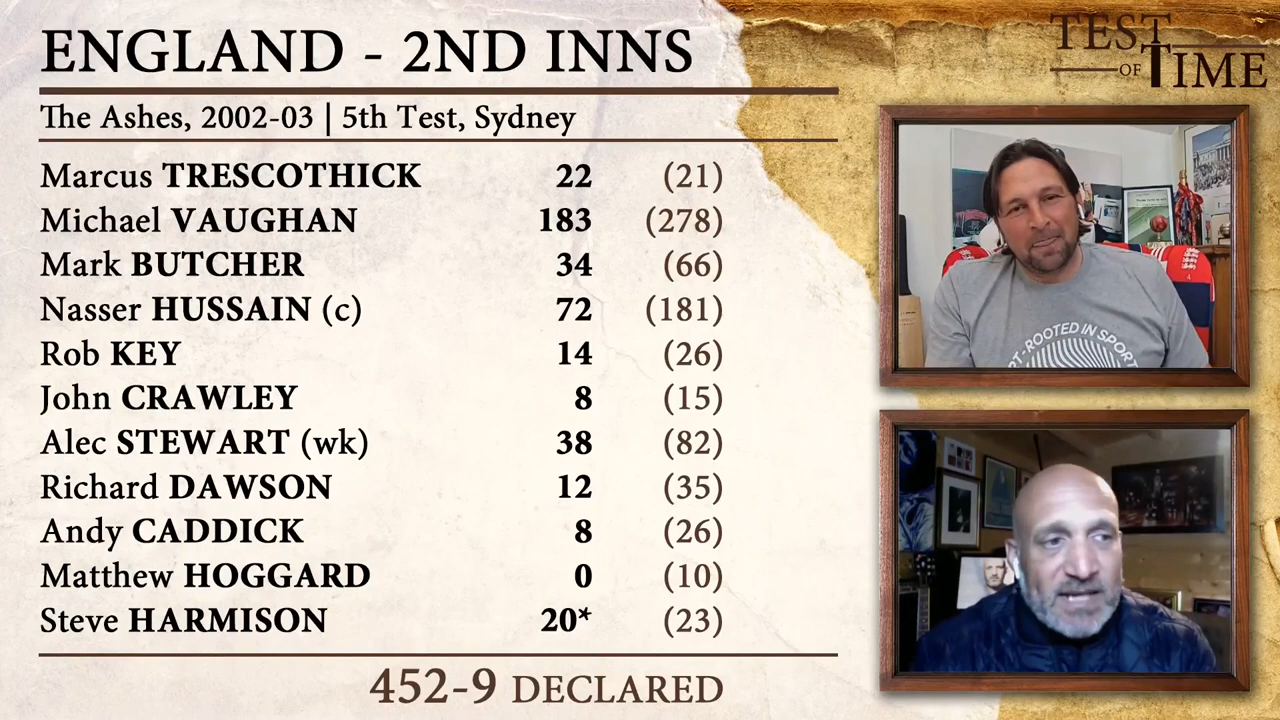 ENGLAND - 2ND INNS
The Ashes, 2002-03 | 5th Test, Sydney
Marcus TRESCOTHICK 22 (21)
Michael VAUGHAN 183 (278)
Mark BUTCHER 34 (66)
Nasser HUSSAIN (c) 72 (181)
Rob KEY 14 (26)
John CRAWLEY 8 (15)
Alec STEWART (wk) 38 (82)
Richard DAWSON 12 (35)
Andy CADDICK 8 (26)
Matthew HOGGARD 0 (10)
Steve HARMISON 20* (23)
452-9 DECLARED
TEST
OF TIME
-ROOTED IN SPORT